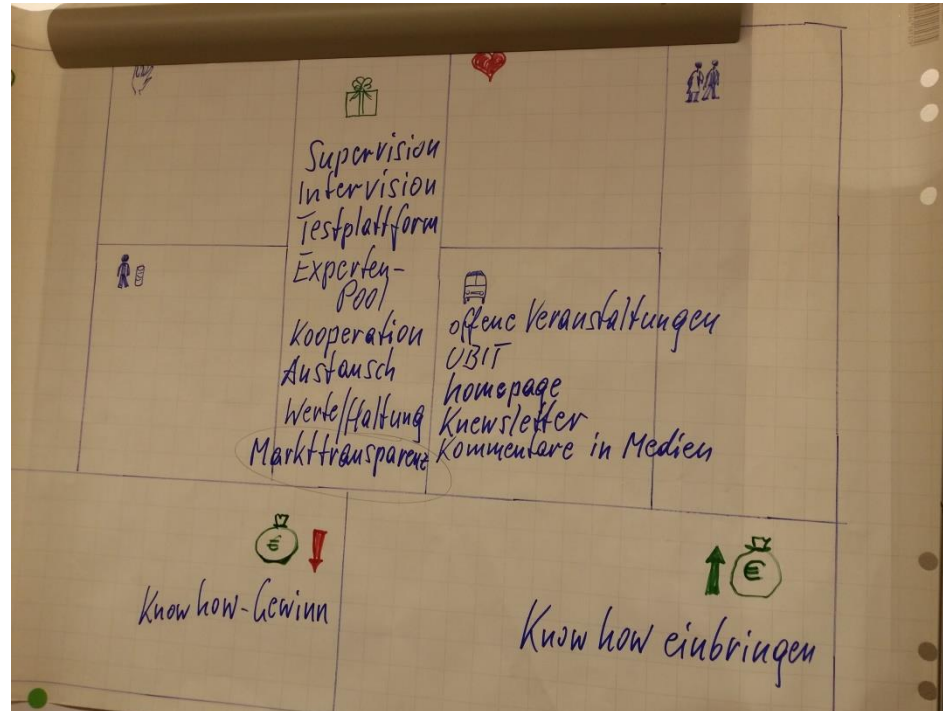 Supervision
Intervision
Testplattform
Experten-
Pool
Kooperation
Austausch
Werte/Haltung
Markttransparenz
offene Veranstaltungen
UBIT
homepage
Knewsletter
Kommentare in Medien
€
Know how-Gewinn
€
Know how einbringen